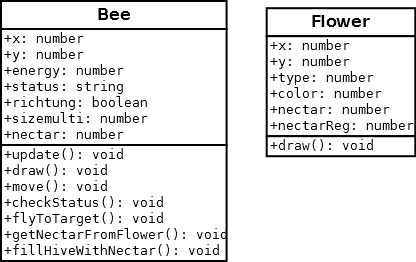 Bee
+x: number
+y: number
+energy: number
+status: string
+richtung: boolean
+sizemulti: number
+nectar: number
+update(): void
+draw(): void
+move(): void
+checkStatus(): void
+flyToTarget(): void
+getNectarFromFlower(): void
+fillHiveWithNectar(): void
Flower
+x: number
+y: number
+type: number
+color: number
+nectar: number
+nectarReg: number
+draw(): void